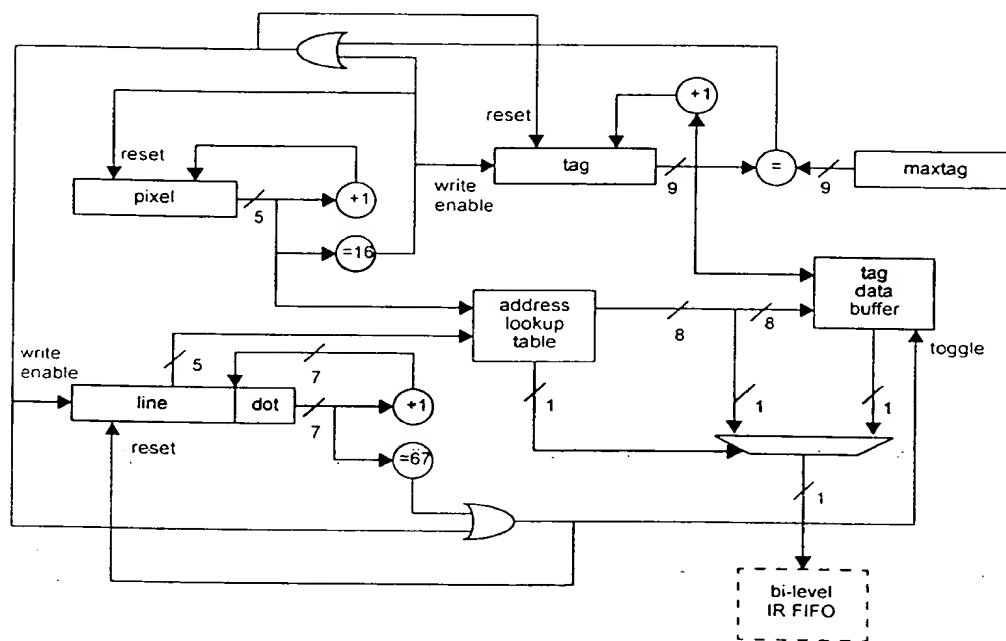 reset
+1
reset
tag
=
maxtag
9
9
pixel
+1
write
enable
5
=16
tag
data
buffer
address
lookup
table
8
8
write
enable
5
7
toggle
line
dot
+1
1
1
1
7
reset
=67
1
bi-level
IR FIFO